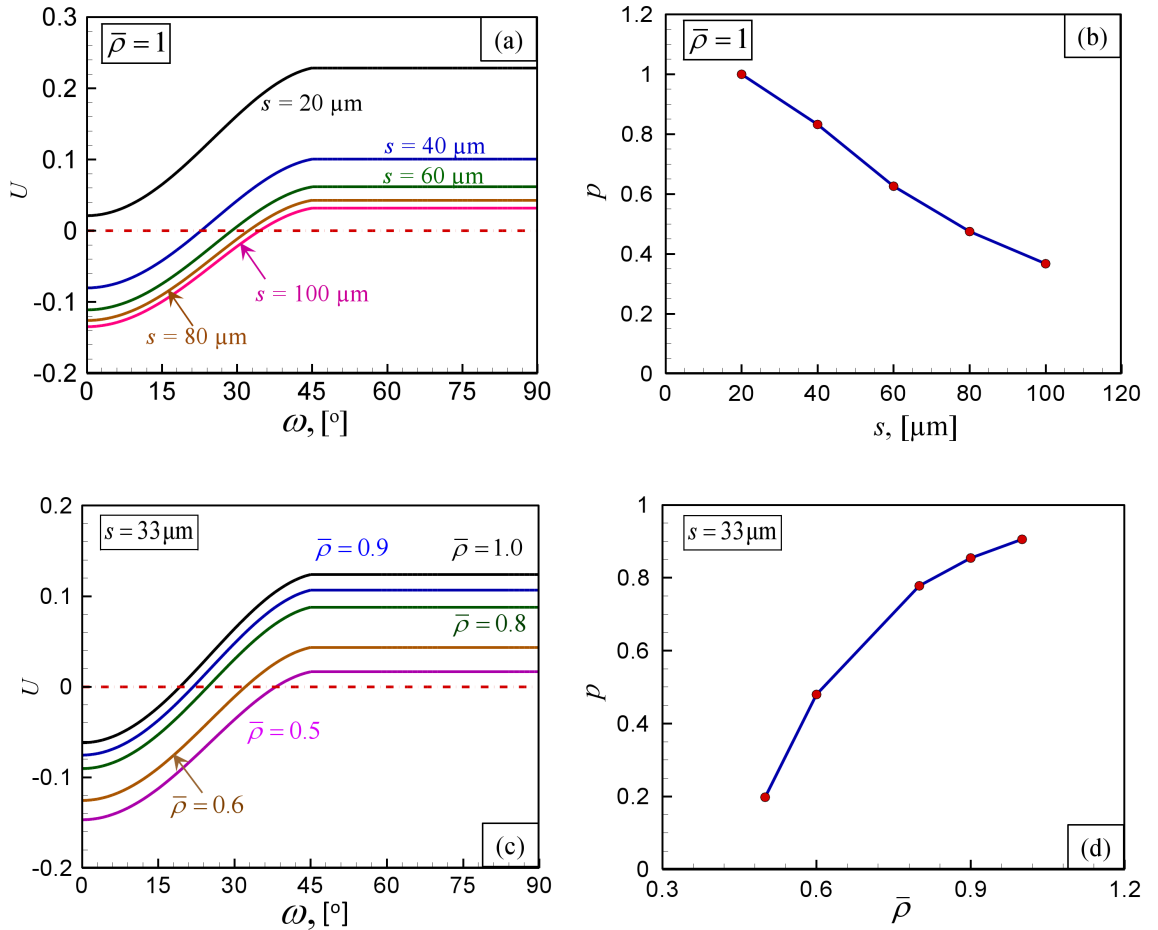 ρ̄ = 1
(a)
0.3
0.2
0.1
0
-0.1
-0.2
U
s = 20 µm
s = 40 µm
s = 60 µm
s = 100 µm
s = 80 µm
0 15 30 45 60 75 90
ω, [º]
ρ̄ = 1
(b)
1.2
1
0.8
0.6
0.4
0.2
0
p
0 20 40 60 80 100 120
s, [µm]
s = 33 µm
(c)
0.2
0.1
0
-0.1
-0.2
U
ρ̄ = 0.9 ρ̄ = 1.0
ρ̄ = 0.8
ρ̄ = 0.5
ρ̄ = 0.6
0 15 30 45 60 75 90
ω, [º]
s = 33 µm
(d)
1
0.8
0.6
0.4
0.2
0
p
0.3 0.6 0.9 1.2
ρ̄